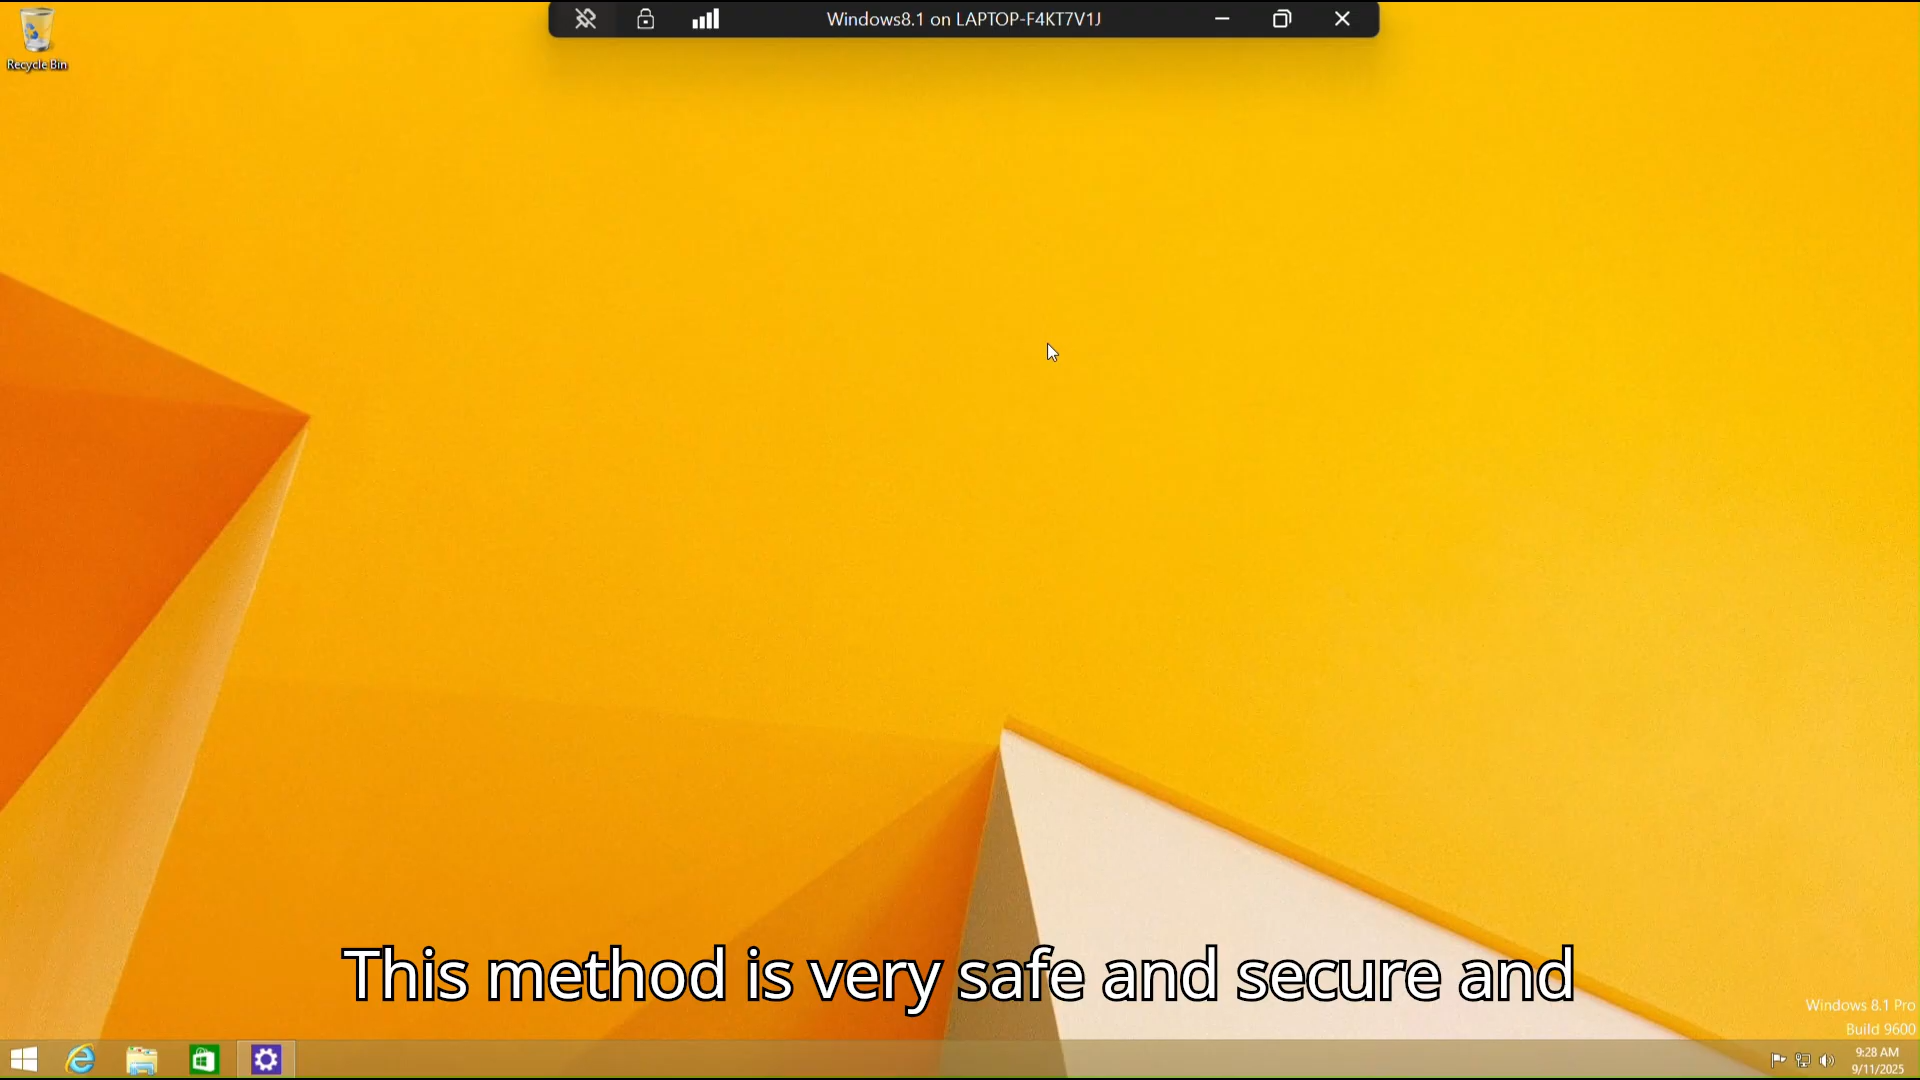 Windows8.1 on LAPTOP-F4KT7V1J
Recycle Bin
This method is very safe and secure and
Windows 8.1 Pro
Build 9600
9:28 AM
9/11/2025